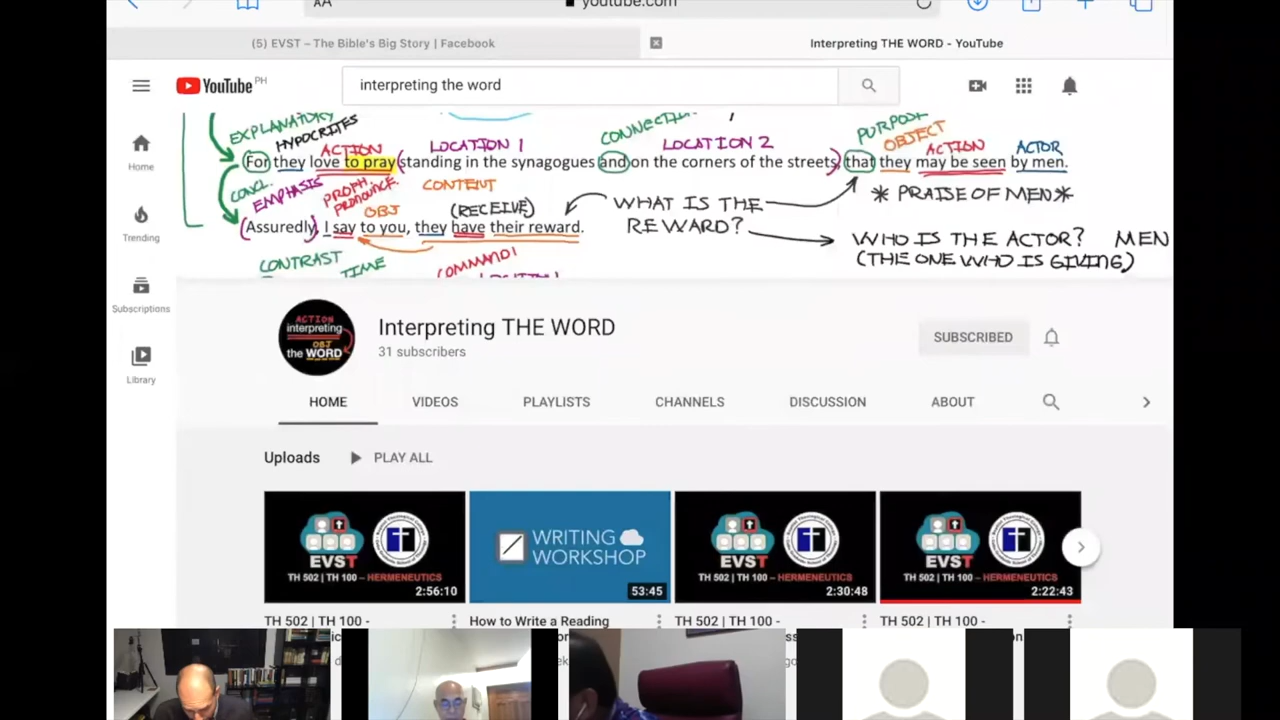 AA
youtube.com
(5) EVST – The Bible's Big Story | Facebook
Interpreting THE WORD - YouTube
YouTube PH
interpreting the word
Home
Trending
Subscriptions
Library
EXPLANATORY
HYPOCRITES
ACTION
LOCATION 1
LOCATION 2
PURPOSE
OBJECT
ACTION
ACTOR
For they love to pray (standing in the synagogues and on the corners of the streets,) that they may be seen by men.
CONCL.
EMPHASIS
PROPH. PRONOUNCE.
OBJ
CONTENT
(RECEIVE)
WHAT IS THE
REWARD?
* PRAISE OF MEN *
(Assuredly), I say to you, they have their reward.
WHO IS THE ACTOR? MEN
(THE ONE WHO IS GIVING)
CONTRAST
TIME
ACTION
interpreting
OBJ
the WORD
Interpreting THE WORD
31 subscribers
SUBSCRIBED
HOME
VIDEOS
PLAYLISTS
CHANNELS
DISCUSSION
ABOUT
Uploads
PLAY ALL
EVST
TH 502 | TH 100 – HERMENEUTICS
2:56:10
WRITING
WORKSHOP
53:45
EVST
TH 502 | TH 100 – HERMENEUTICS
2:30:48
EVST
TH 502 | TH 100 – HERMENEUTICS
2:22:43
TH 502 | TH 100 -
How to Write a Reading
TH 502 | TH 100 -
TH 502 | TH 100 -